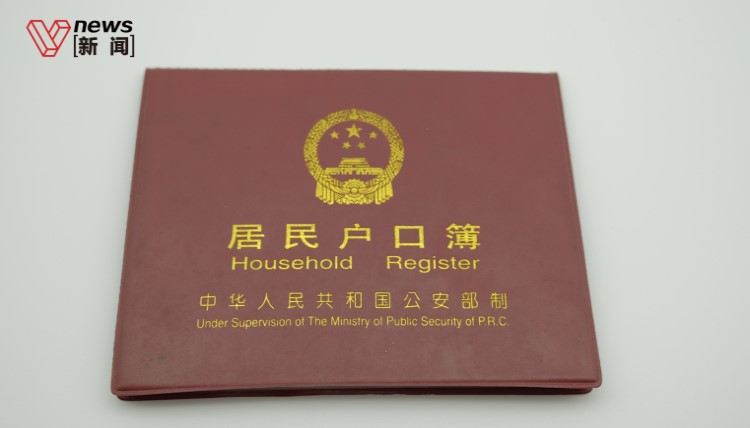 news
[新闻]
居民户口簿
Household Register
中华人民共和国公安部制
Under Supervision of The Ministry of Public Security of P.R.C.